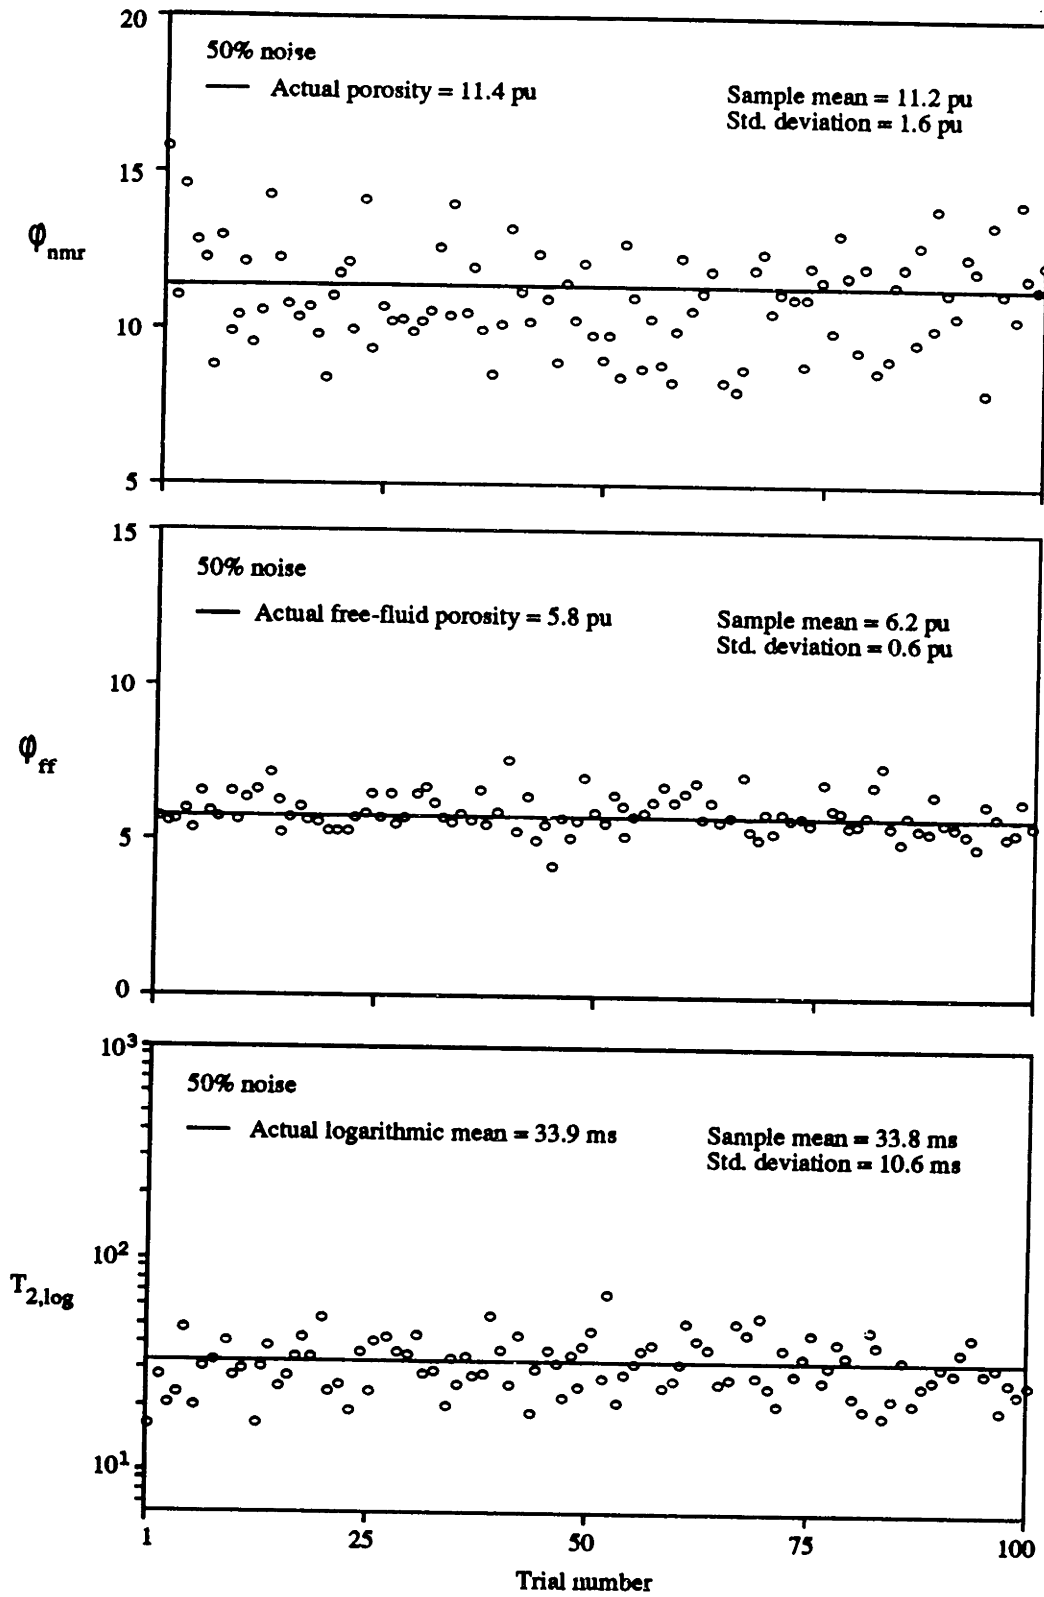 20
50% noise
Actual porosity = 11.4 pu
Sample mean = 11.2 pu
Std. deviation = 1.6 pu
15
φnmr
10
5
15
50% noise
Actual free-fluid porosity = 5.8 pu
Sample mean = 6.2 pu
Std. deviation = 0.6 pu
10
φff
5
0
10³
50% noise
Actual logarithmic mean = 33.9 ms
Sample mean = 33.8 ms
Std. deviation = 10.6 ms
10²
T2,log
10¹
1 25 50 75 100
Trial number